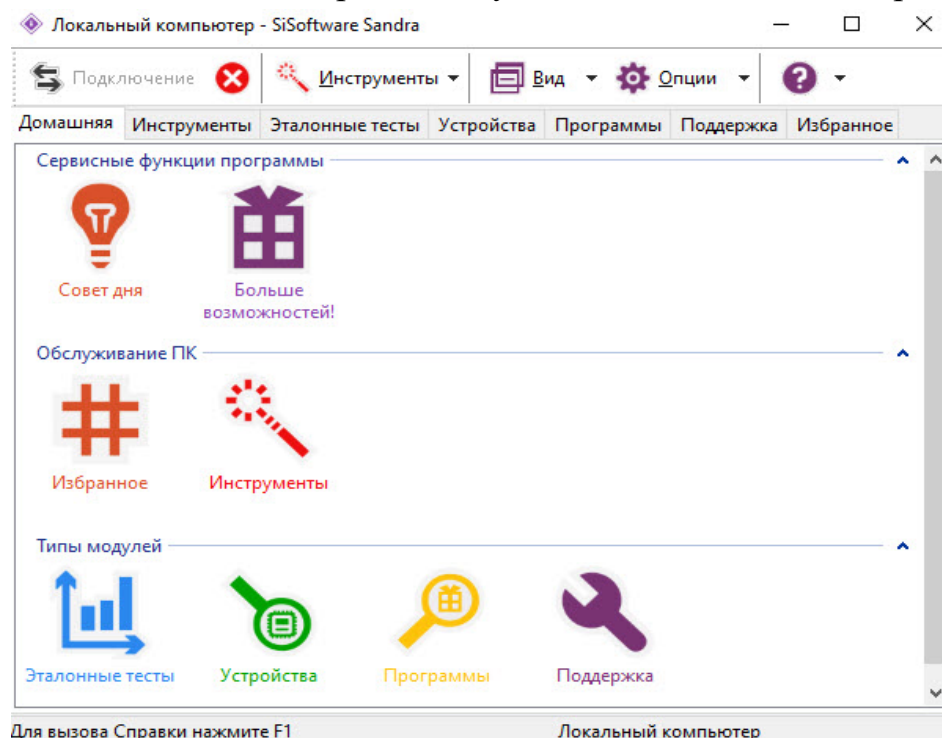 Локальный компьютер - SiSoftware Sandra
Подключение Инструменты Вид Опции
Домашняя Инструменты Эталонные тесты Устройства Программы Поддержка Избранное
Сервисные функции программы
Совет дня
Больше
возможностей!
Обслуживание ПК
Избранное Инструменты
Типы модулей
Эталонные тесты Устройства Программы Поддержка
Для вызова Справки нажмите F1 Локальный компьютер